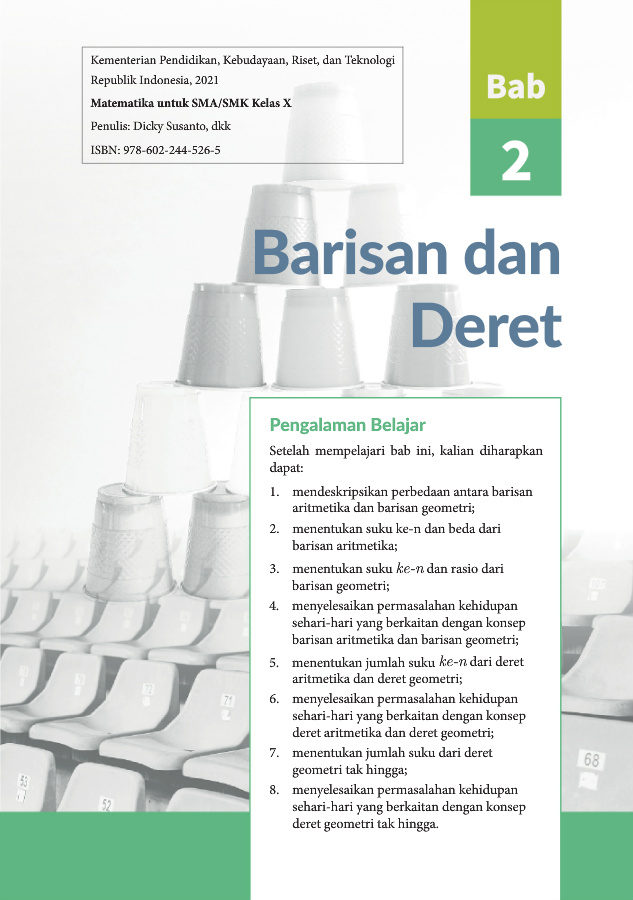 Kementerian Pendidikan, Kebudayaan, Riset, dan Teknologi
Republik Indonesia, 2021
Matematika untuk SMA/SMK Kelas X
Penulis: Dicky Susanto, dkk
ISBN: 978-602-244-526-5
Bab
2
Barisan dan
Deret
Pengalaman Belajar
Setelah mempelajari bab ini, kalian diharapkan
dapat:
1. mendeskripsikan perbedaan antara barisan
aritmetika dan barisan geometri;
2. menentukan suku ke-n dan beda dari
barisan aritmetika;
3. menentukan suku ke-n dan rasio dari
barisan geometri;
4. menyelesaikan permasalahan kehidupan
sehari-hari yang berkaitan dengan konsep
barisan aritmetika dan barisan geometri;
5. menentukan jumlah suku ke-n dari deret
aritmetika dan deret geometri;
6. menyelesaikan permasalahan kehidupan
sehari-hari yang berkaitan dengan konsep
deret aritmetika dan deret geometri;
7. menentukan jumlah suku dari deret
geometri tak hingga;
8. menyelesaikan permasalahan kehidupan
sehari-hari yang berkaitan dengan konsep
deret geometri tak hingga.
71
68
53
52